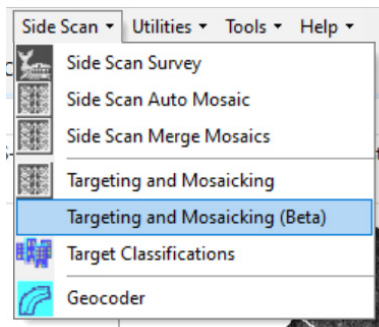 Side Scan Utilities Tools Help
Side Scan Survey
Side Scan Auto Mosaic
Side Scan Merge Mosaics
Targeting and Mosaicking
Targeting and Mosaicking (Beta)
Target Classifications
Geocoder